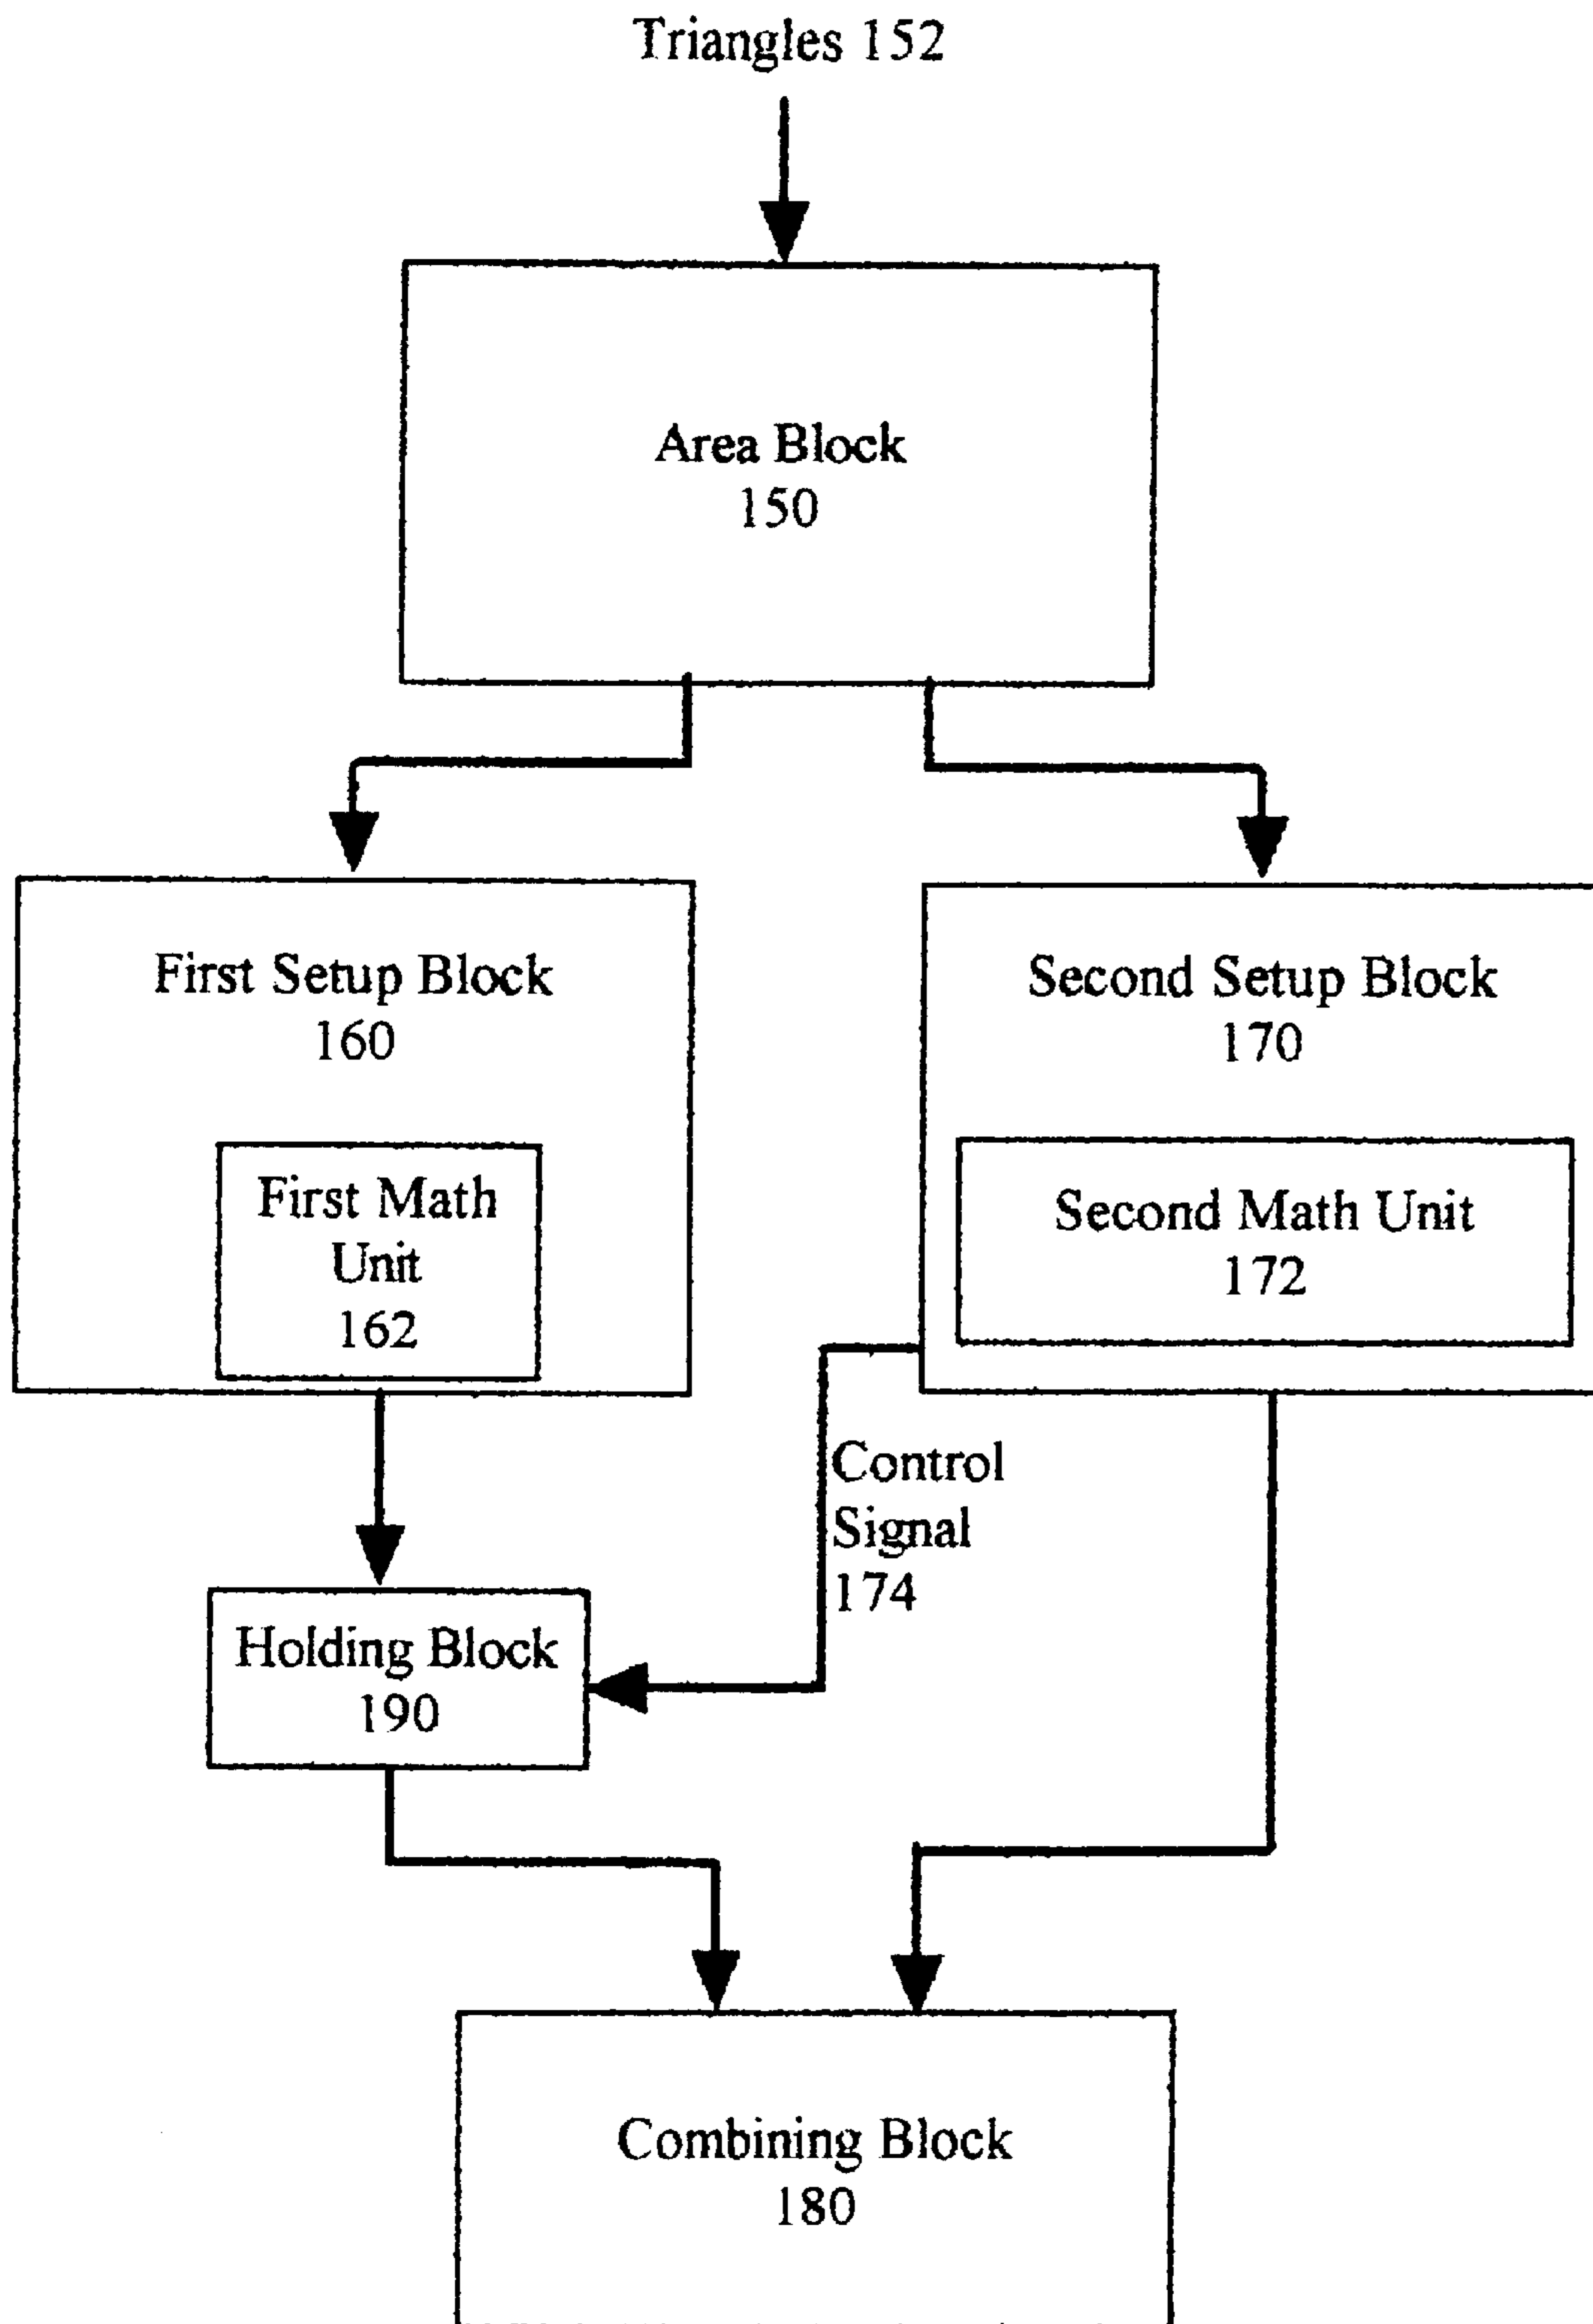 Triangles 152
Area Block
150
First Setup Block
160
First Math
Unit
162
Second Setup Block
170
Second Math Unit
172
Control
Signal
174
Holding Block
190
Combining Block
180